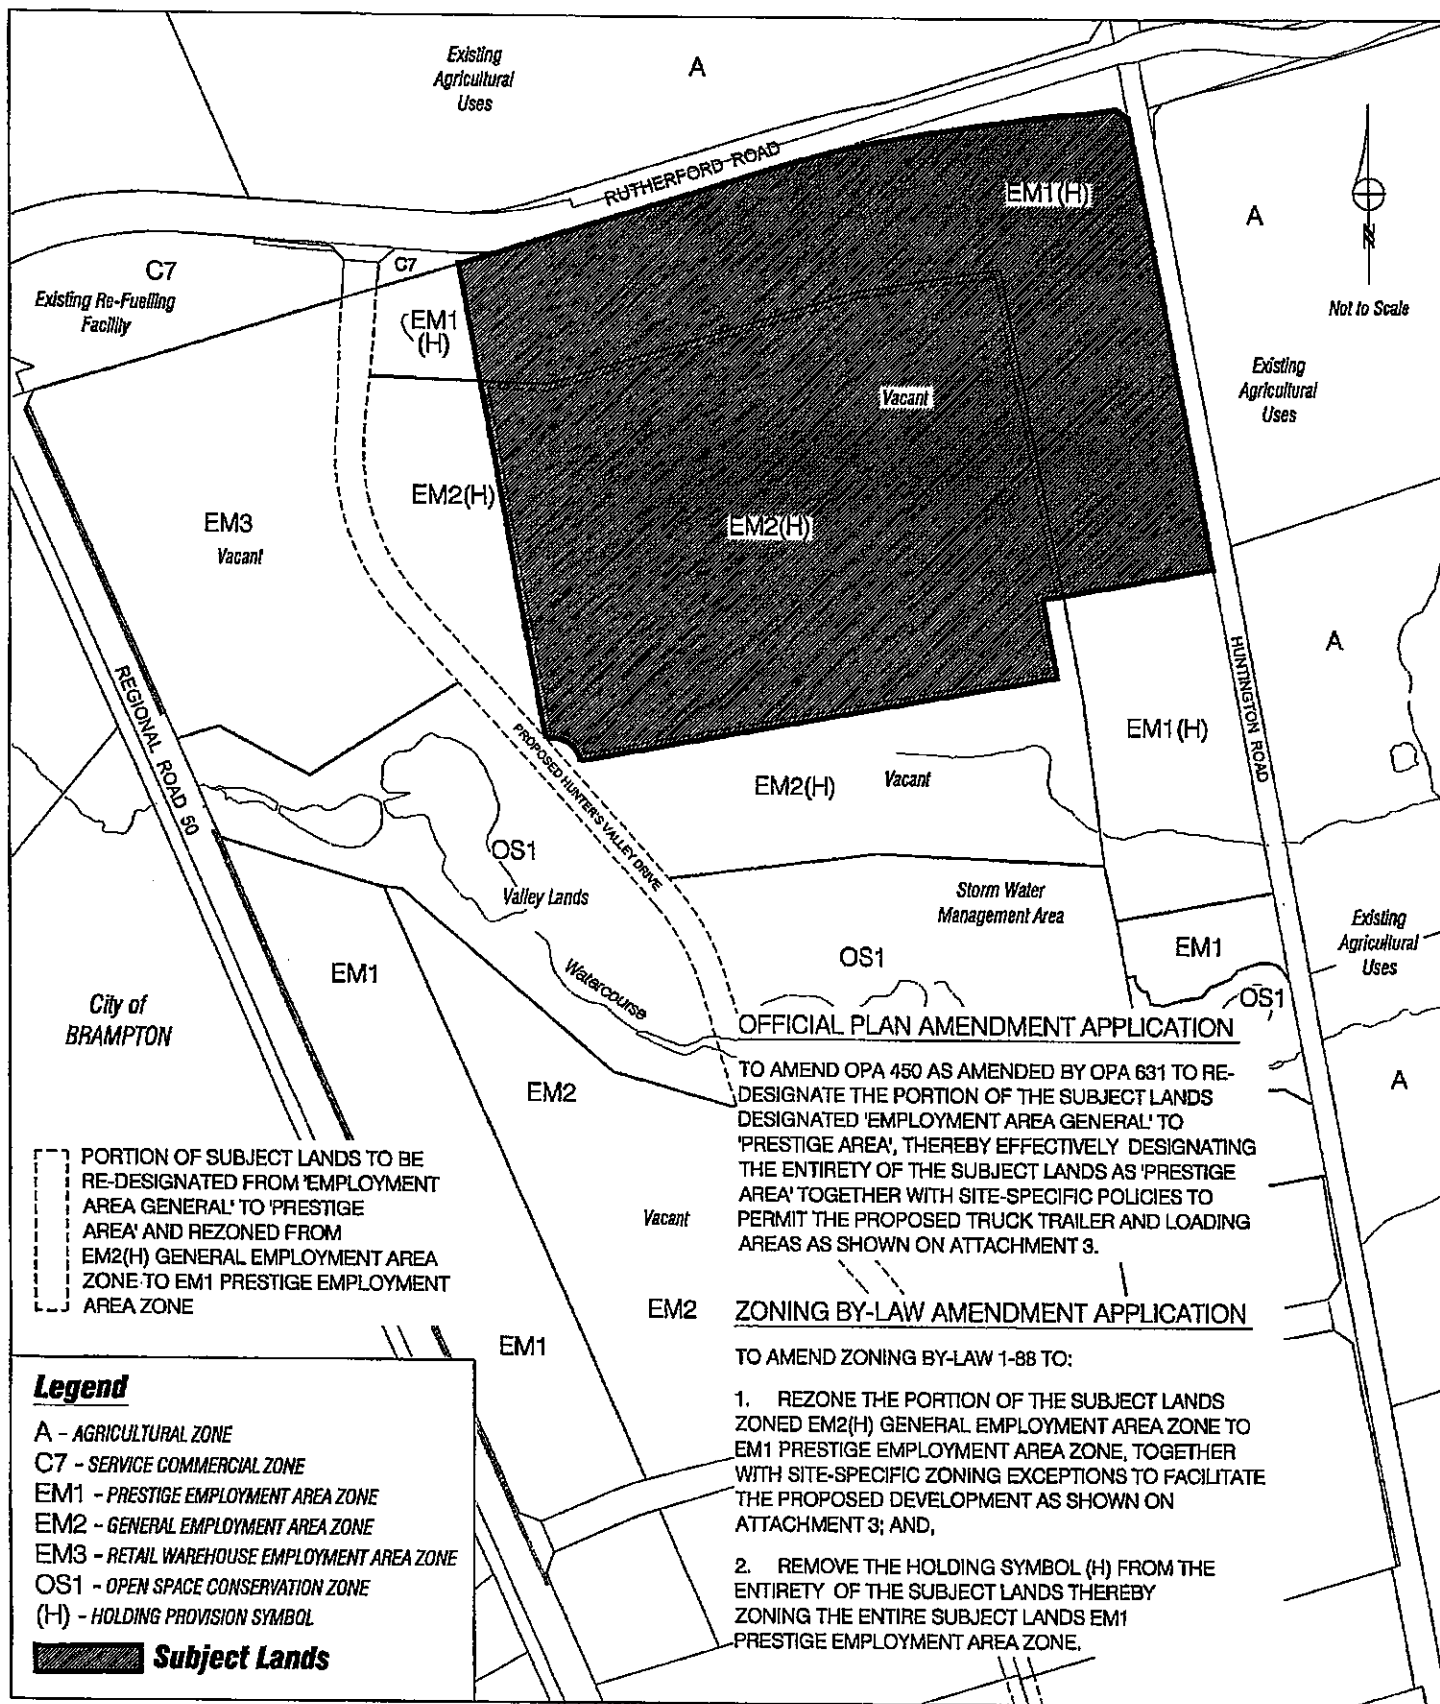 Existing
Agricultural
Uses
A
RUTHERFORD ROAD
EM1(H)
A
N
Not to Scale
C7
C7
Existing Re-Fuelling
Facility
EM1
(H)
Vacant
Existing
Agricultural
Uses
EM2(H)
EM3
Vacant
EM2(H)
A
HUNTINGTON ROAD
REGIONAL ROAD 50
PROPOSED HUNTER'S VALLEY DRIVE
EM1(H)
EM2(H)
Vacant
OS1
Valley Lands
Storm Water
Management Area
Existing
Agricultural
Uses
EM1
OS1
EM1
Watercourse
OS1
City of
BRAMPTON
A
EM2
OFFICIAL PLAN AMENDMENT APPLICATION
TO AMEND OPA 450 AS AMENDED BY OPA 631 TO RE-
DESIGNATE THE PORTION OF THE SUBJECT LANDS
DESIGNATED 'EMPLOYMENT AREA GENERAL' TO
'PRESTIGE AREA', THEREBY EFFECTIVELY DESIGNATING
THE ENTIRETY OF THE SUBJECT LANDS AS 'PRESTIGE
AREA' TOGETHER WITH SITE-SPECIFIC POLICIES TO
PERMIT THE PROPOSED TRUCK TRAILER AND LOADING
AREAS AS SHOWN ON ATTACHMENT 3.
PORTION OF SUBJECT LANDS TO BE
RE-DESIGNATED FROM 'EMPLOYMENT
AREA GENERAL' TO 'PRESTIGE
AREA' AND REZONED FROM
EM2(H) GENERAL EMPLOYMENT AREA
ZONE TO EM1 PRESTIGE EMPLOYMENT
AREA ZONE
Vacant
EM2
EM1
ZONING BY-LAW AMENDMENT APPLICATION
TO AMEND ZONING BY-LAW 1-88 TO:
1. REZONE THE PORTION OF THE SUBJECT LANDS
ZONED EM2(H) GENERAL EMPLOYMENT AREA ZONE TO
EM1 PRESTIGE EMPLOYMENT AREA ZONE, TOGETHER
WITH SITE-SPECIFIC ZONING EXCEPTIONS TO FACILITATE
THE PROPOSED DEVELOPMENT AS SHOWN ON
ATTACHMENT 3; AND,
2. REMOVE THE HOLDING SYMBOL (H) FROM THE
ENTIRETY OF THE SUBJECT LANDS THEREBY
ZONING THE ENTIRE SUBJECT LANDS EM1
PRESTIGE EMPLOYMENT AREA ZONE.
Legend
A - AGRICULTURAL ZONE
C7 - SERVICE COMMERCIAL ZONE
EM1 - PRESTIGE EMPLOYMENT AREA ZONE
EM2 - GENERAL EMPLOYMENT AREA ZONE
EM3 - RETAIL WAREHOUSE EMPLOYMENT AREA ZONE
OS1 - OPEN SPACE CONSERVATION ZONE
(H) - HOLDING PROVISION SYMBOL
Subject Lands